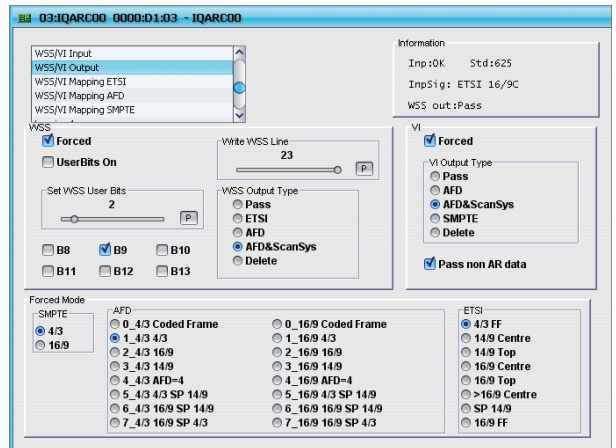 03:IQARC00 0000:D1:03 - IQARC00
WSS/VI Input
WSS/VI Output
WSS/VI Mapping ETSI
WSS/VI Mapping AFD
WSS/VI Mapping SMPTE
Information
Inp:OK Std:625
InpSig: ETSI 16/9C
WSS out:Pass
WSS
Forced
UserBits On
Write WSS Line
23
P
Set WSS User Bits
2
P
B8 B9 B10
B11 B12 B13
WSS Output Type
Pass
ETSI
AFD
AFD&ScanSys
Delete
VI
Forced
VI Output Type
Pass
AFD
AFD&ScanSys
SMPTE
Delete
Pass non AR data
Forced Mode
SMPTE
4/3
16/9
AFD
0_4/3 Coded Frame
1_4/3 4/3
2_4/3 16/9
3_4/3 14/9
4_4/3 AFD=4
5_4/3 4/3 SP 14/9
6_4/3 16/9 SP 14/9
7_4/3 16/9 SP 4/3
0_16/9 Coded Frame
1_16/9 4/3
2_16/9 16/9
3_16/9 14/9
4_16/9 AFD=4
5_16/9 4/3 SP 14/9
6_16/9 16/9 SP 14/9
7_16/9 16/9 SP 4/3
ETSI
4/3 FF
14/9 Centre
14/9 Top
16/9 Centre
16/9 Top
>16/9 Centre
SP 14/9
16/9 FF